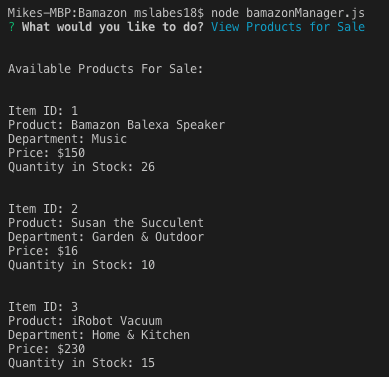 Mikes-MBP:Bamazon mslabes18$ node bamazonManager.js
? What would you like to do? View Products for Sale
Available Products For Sale:
Item ID: 1
Product: Bamazon Balexa Speaker
Department: Music
Price: $150
Quantity in Stock: 26
Item ID: 2
Product: Susan the Succulent
Department: Garden & Outdoor
Price: $16
Quantity in Stock: 10
Item ID: 3
Product: iRobot Vacuum
Department: Home & Kitchen
Price: $230
Quantity in Stock: 15